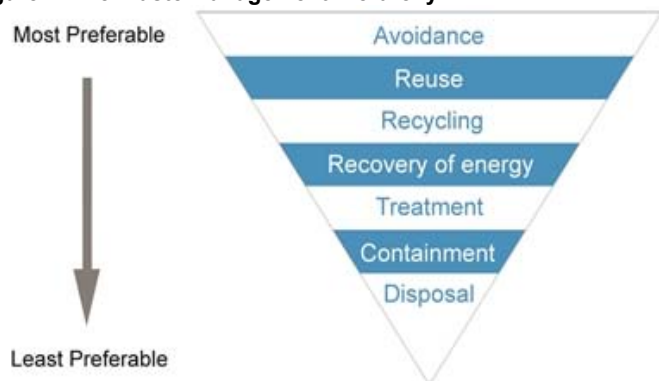 Most Preferable
Avoidance
Reuse
Recycling
Recovery of energy
Treatment
Containment
Disposal
Least Preferable